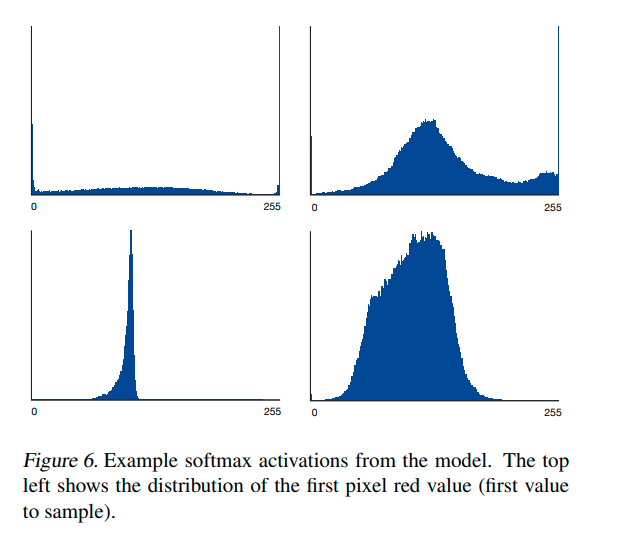 0 255 0 255
0 255 0 255
Figure 6. Example softmax activations from the model. The top
left shows the distribution of the first pixel red value (first value
to sample).